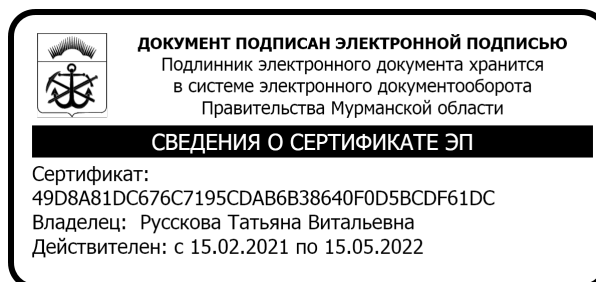 ДОКУМЕНТ ПОДПИСАН ЭЛЕКТРОННОЙ ПОДПИСЬЮ
Подлинник электронного документа хранится
в системе электронного документооборота
Правительства Мурманской области
СВЕДЕНИЯ О СЕРТИФИКАТЕ ЭП
Сертификат:
49D8A81DC676C7195CDAB6B38640F0D5BCDF61DC
Владелец: Русскова Татьяна Витальевна
Действителен: с 15.02.2021 по 15.05.2022